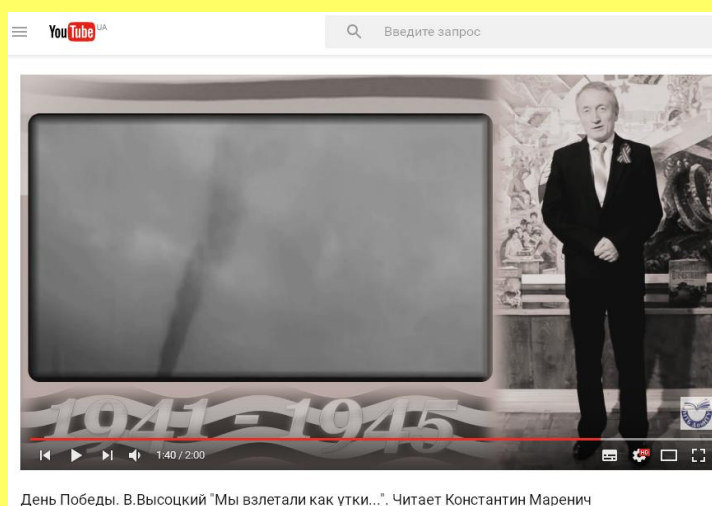 YouTube UA
Введите запрос
1941 - 1945
1:40 / 2:00
HD
День Победы. В.Высоцкий "Мы взлетали как утки...". Читает Константин Маренич